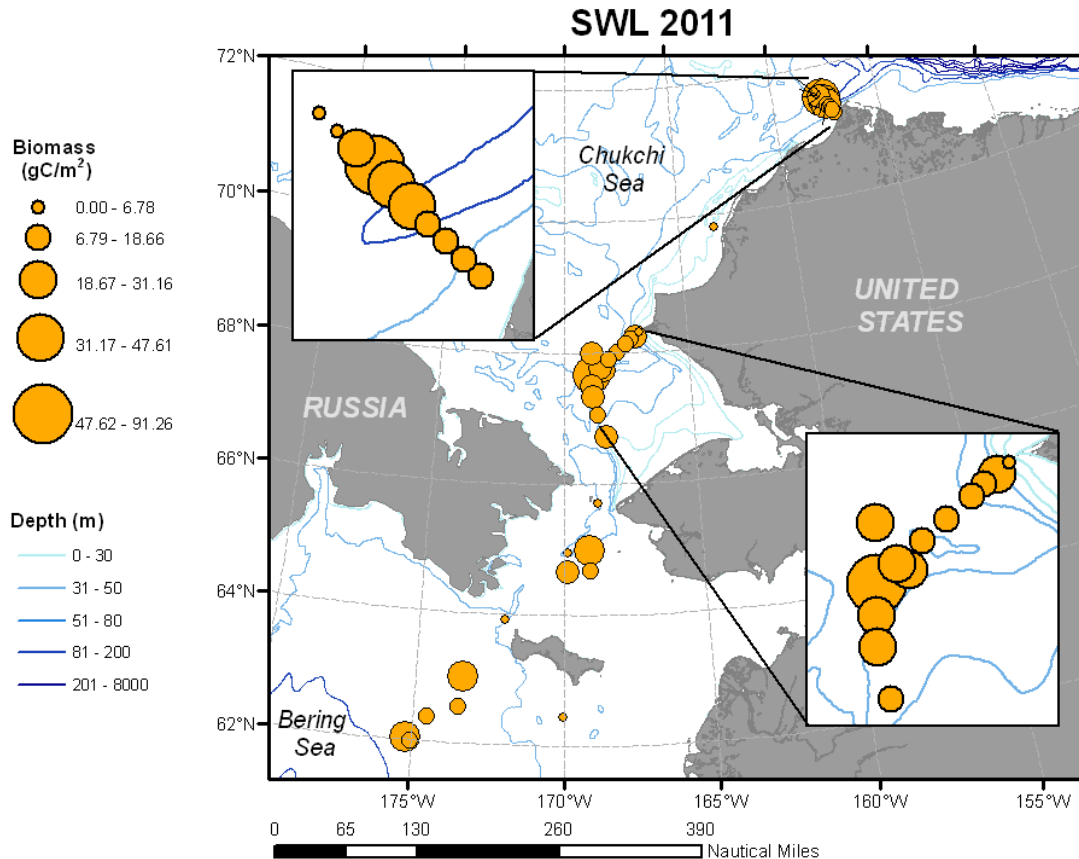 SWL 2011
72°N
70°N
68°N
66°N
64°N
62°N
Biomass
(gC/m²)
0.00 - 6.78
6.79 - 18.66
18.67 - 31.16
31.17 - 47.61
47.62 - 91.26
Depth (m)
0 - 30
31 - 50
51 - 80
81 - 200
201 - 8000
Chukchi
Sea
UNITED
STATES
RUSSIA
Bering
Sea
175°W
170°W
165°W
160°W
155°W
0
65
130
260
390
Nautical Miles